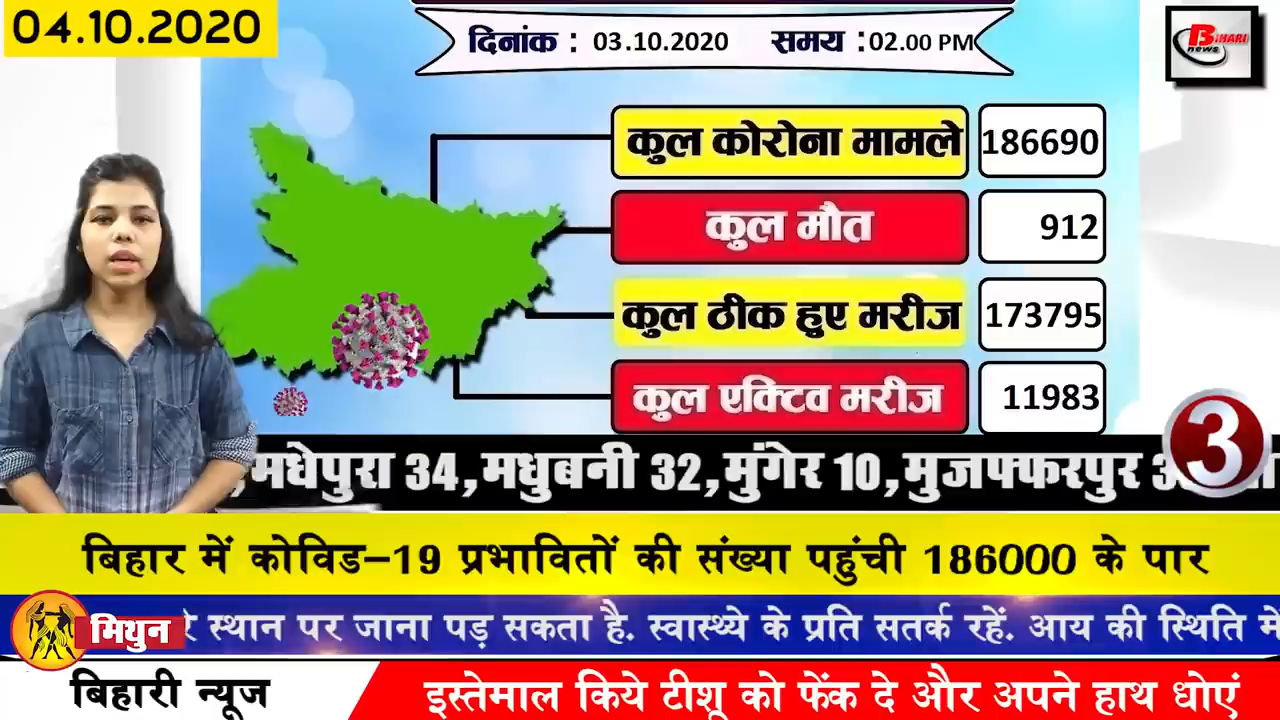 04.10.2020
दिनांक : 03.10.2020 समय : 02.00 PM
BIHARI
news
कुल कोरोना मामले 186690
कुल मौत 912
कुल ठीक हुए मरीज 173795
कुल एक्टिव मरीज 11983
3
,मधेपुरा 34,मधुबनी 32,मुंगेर 10,मुजफ्फरपुर
बिहार में कोविड-19 प्रभावितों की संख्या पहुंची 186000 के पार
मिथुन
स्थान पर जाना पड़ सकता है. स्वास्थ्ये के प्रति सतर्क रहें. आय की स्थिति में
बिहारी न्यूज
इस्तेमाल किये टीशू को फेंक दे और अपने हाथ धोएं